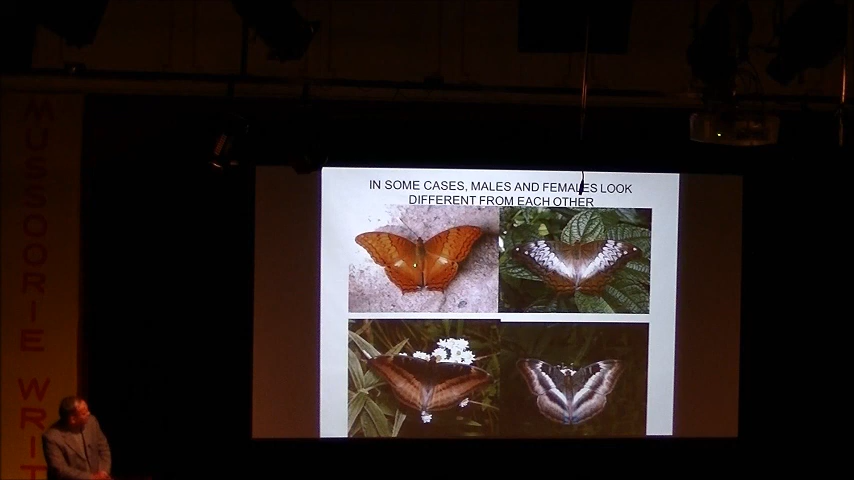 IN SOME CASES, MALES AND FEMALES LOOK
DIFFERENT FROM EACH OTHER
MUSSOORIE WRIT